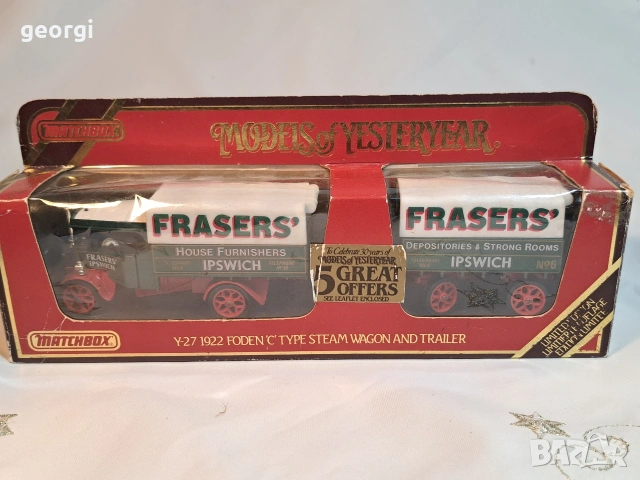 georgi
MATCHBOX
MODELS of YESTERYEAR
FRASERS'
HOUSE FURNISHERS
IPSWICH
FRASERS'
IPSWICH
FRASERS'
DEPOSITORIES & STRONG ROOMS
IPSWICH
No6
To Celebrate 30 years of
MODELS of YESTERYEAR
5 GREAT
OFFERS
SEE LEAFLET ENCLOSED
MATCHBOX
Y-27 1922 FODEN 'C' TYPE STEAM WAGON AND TRAILER
LIMITED EDITION
BAZAR